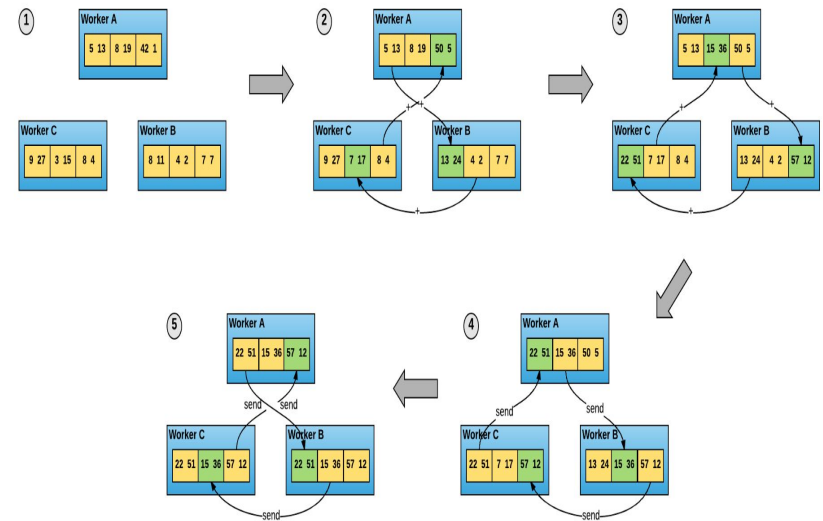 1
Worker A
5 13 8 19 42 1
Worker C
9 27 3 15 8 4
Worker B
8 11 4 2 7 7
2
Worker A
5 13 8 19 50 5
+ +
Worker C
9 27 7 17 8 4
Worker B
13 24 4 2 7 7
+
3
Worker A
5 13 15 36 50 5
+ +
Worker C
22 51 7 17 8 4
Worker B
13 24 4 2 57 12
+
5
Worker A
22 51 15 36 57 12
send send
Worker C
22 51 15 36 57 12
Worker B
22 51 15 36 57 12
send
4
Worker A
22 51 15 36 50 5
send send
Worker C
22 51 7 17 57 12
Worker B
13 24 15 36 57 12
send